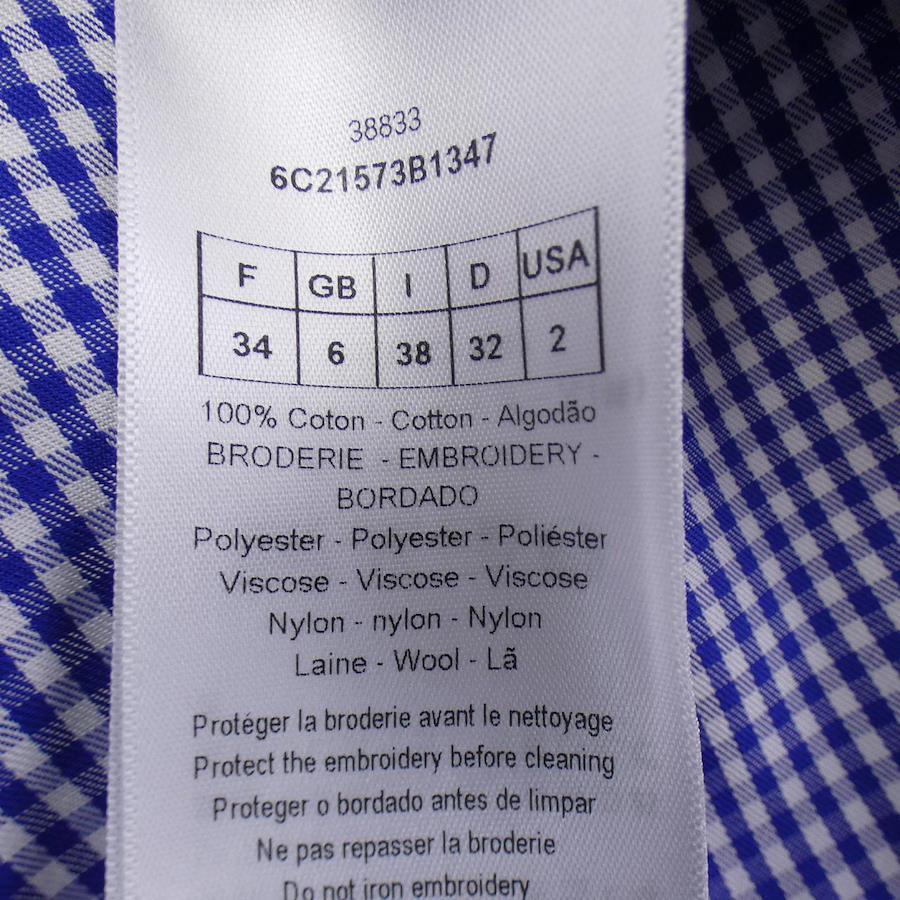 38833
6C21573B1347
F GB I D USA
34 6 38 32 2
100% Coton - Cotton - Algodão
BRODERIE - EMBROIDERY -
BORDADO
Polyester - Polyester - Poliéster
Viscose - Viscose - Viscose
Nylon - nylon - Nylon
Laine - Wool - Lã
Protéger la broderie avant le nettoyage
Protect the embroidery before cleaning
Proteger o bordado antes de limpar
Ne pas repasser la broderie
Do not iron embroidery